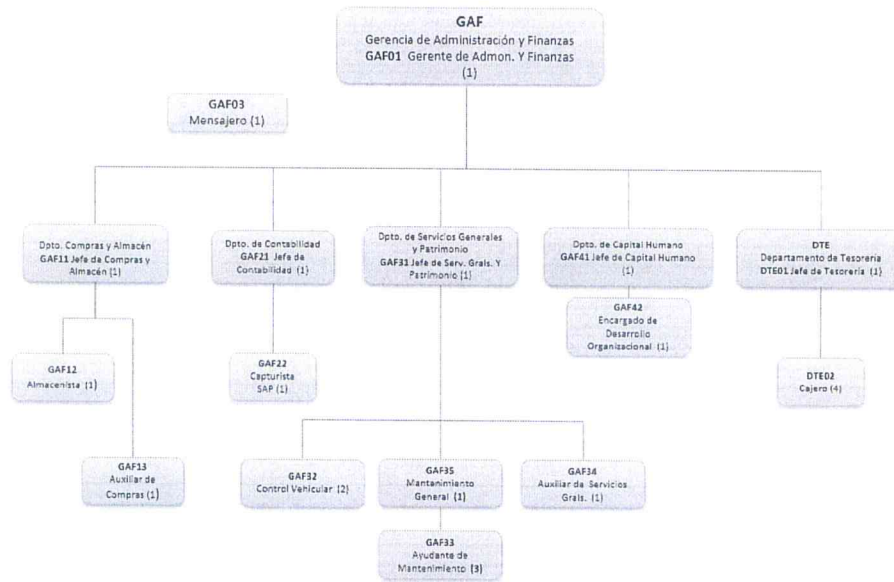 GAF
Gerencia de Administración y Finanzas
GAF01 Gerente de Admon. Y Finanzas
(1)
GAF03
Mensajero (1)
Dpto. Compras y Almacén
GAF11 Jefe de Compras y
Almacén (1)
Dpto. de Contabilidad
GAF21 Jefe de
Contabilidad (1)
Dpto. de Servicios Generales
y Patrimonio
GAF31 Jefe de Serv. Grals. Y
Patrimonio (1)
Dpto. de Capital Humano
GAF41 Jefe de Capital Humano
(1)
DTE
Departamento de Tesorería
DTE01 Jefe de Tesorería (1)
GAF42
Encargado de
Desarrollo
Organizacional (1)
GAF12
Almacenista (1)
GAF22
Capturista
SAP (1)
DTE02
Cajero (4)
GAF13
Auxiliar de
Compras (1)
GAF32
Control Vehicular (2)
GAF35
Mantenimiento
General (1)
GAF34
Auxiliar de Servicios
Grals. (1)
GAF33
Ayudante de
Mantenimiento (3)